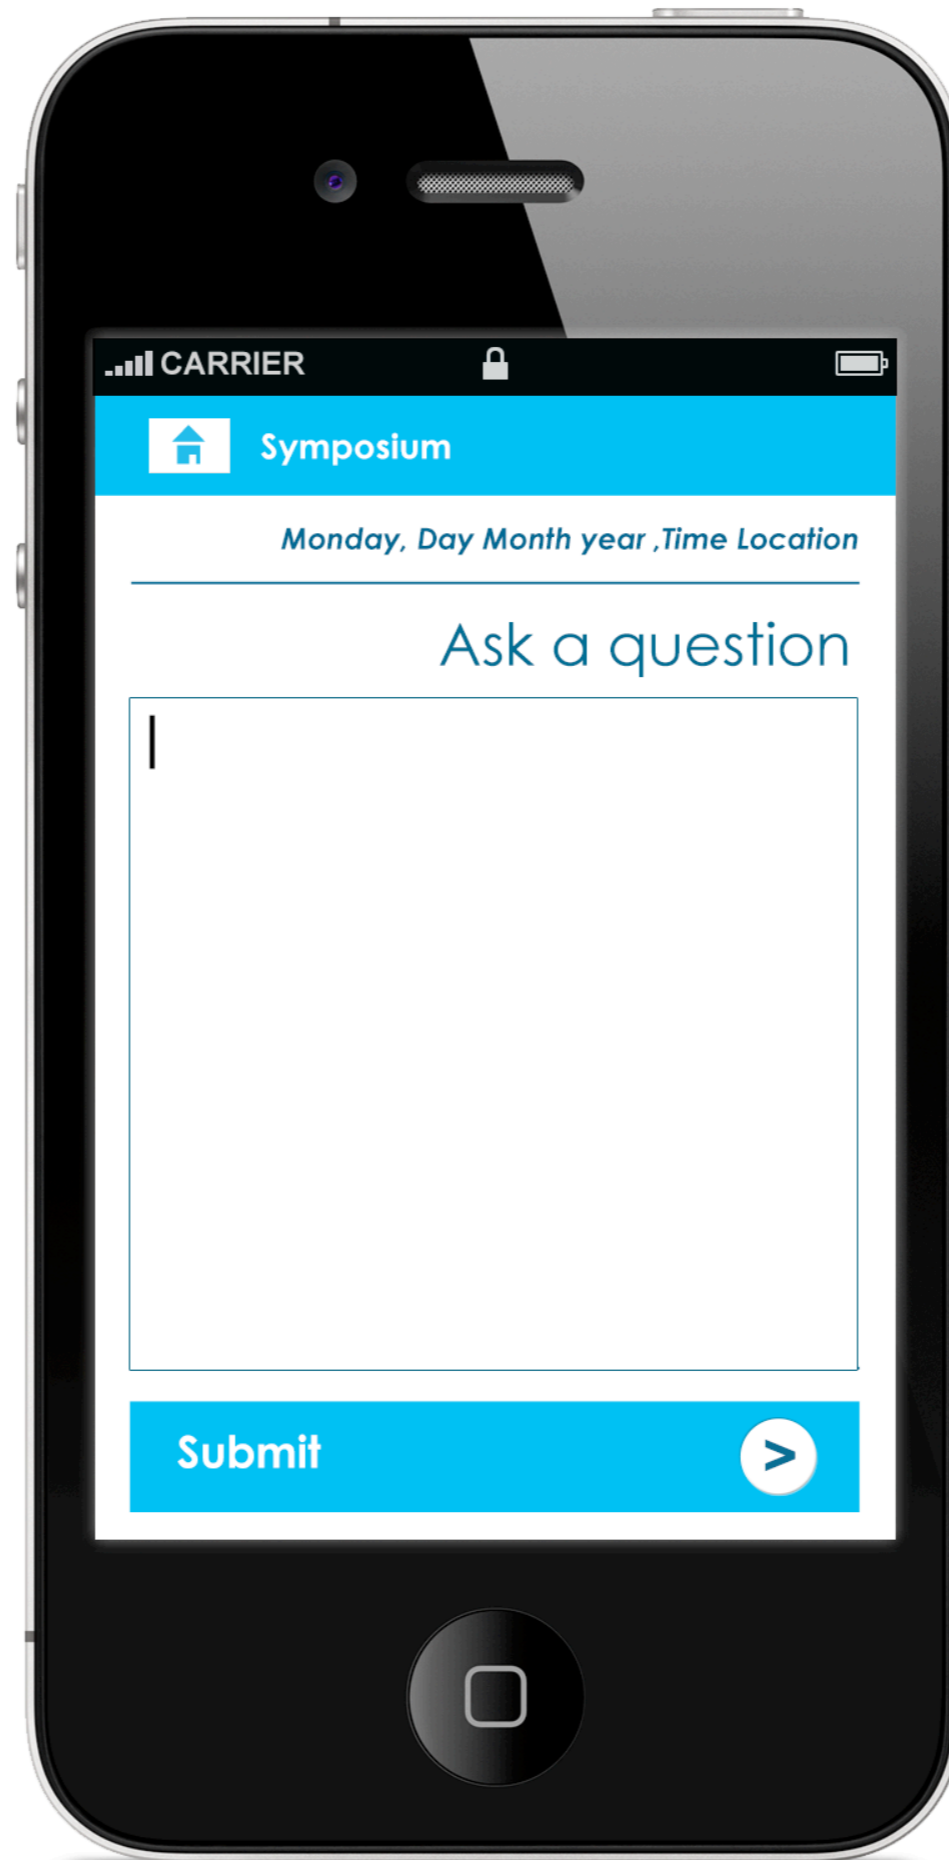 CARRIER
Symposium
Monday, Day Month year ,Time Location
Ask a question
Submit
>